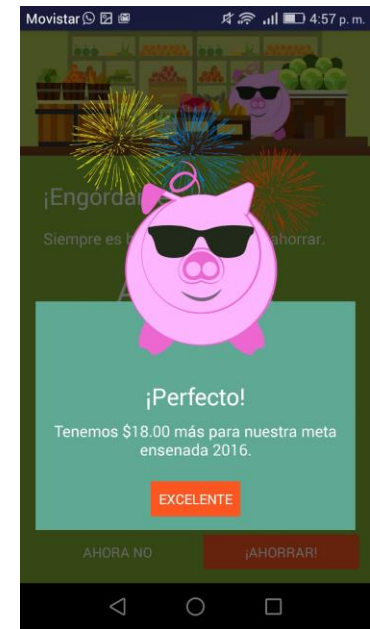 Movistar 4:57 p. m.
¡Engorda
Siempre es ahorrar.
¡Perfecto!
Tenemos $18.00 más para nuestra meta
ensenada 2016.
EXCELENTE
AHORA NO ¡AHORRAR!